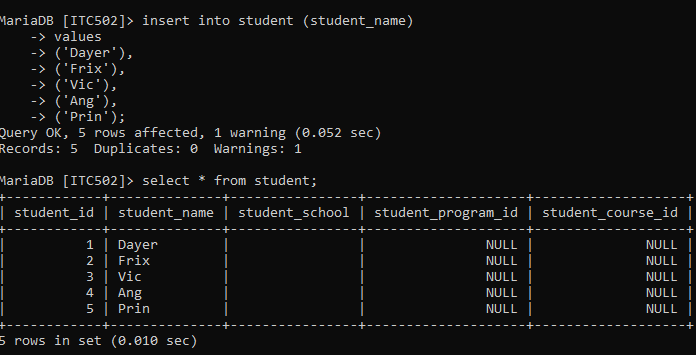 MariaDB [ITC502]> insert into student (student_name)
    -> values
    -> ('Dayer'),
    -> ('Frix'),
    -> ('Vic'),
    -> ('Ang'),
    -> ('Prin');
Query OK, 5 rows affected, 1 warning (0.052 sec)
Records: 5  Duplicates: 0  Warnings: 1

MariaDB [ITC502]> select * from student;
+------------+--------------+----------------+--------------------+-------------------+
| student_id | student_name | student_school | student_program_id | student_course_id |
+------------+--------------+----------------+--------------------+-------------------+
|          1 | Dayer        |                |               NULL |              NULL |
|          2 | Frix         |                |               NULL |              NULL |
|          3 | Vic          |                |               NULL |              NULL |
|          4 | Ang          |                |               NULL |              NULL |
|          5 | Prin         |                |               NULL |              NULL |
+------------+--------------+----------------+--------------------+-------------------+
5 rows in set (0.010 sec)